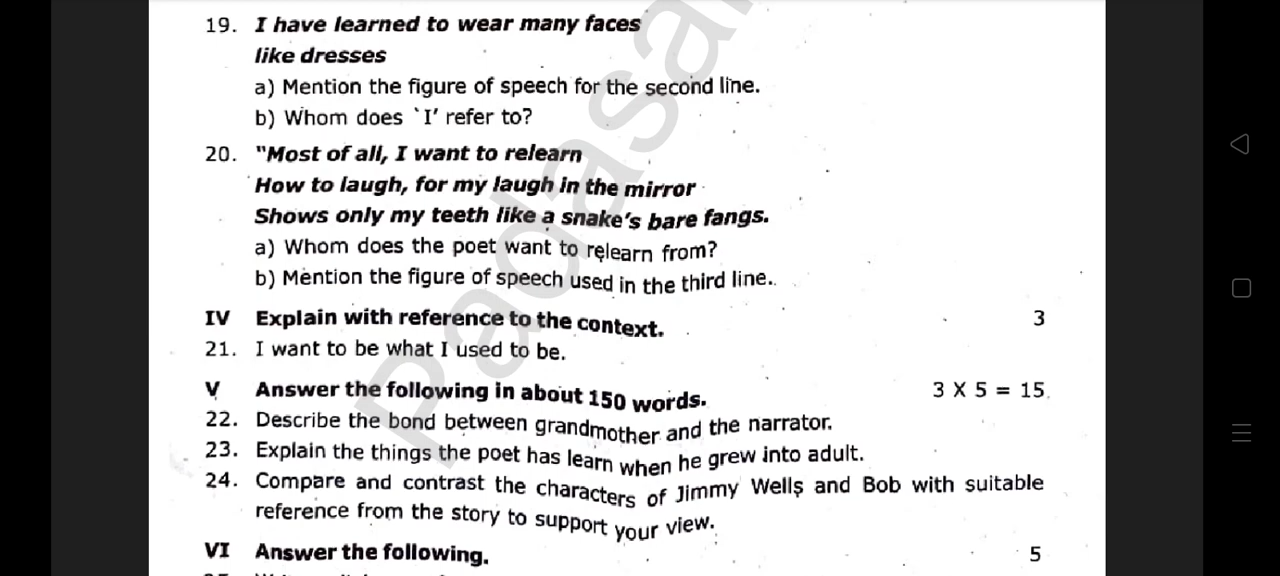 19. I have learned to wear many faces
like dresses
a) Mention the figure of speech for the second line.
b) Whom does `I' refer to?
20. "Most of all, I want to relearn
How to laugh, for my laugh in the mirror
Shows only my teeth like a snake's bare fangs.
a) Whom does the poet want to relearn from?
b) Mention the figure of speech used in the third line.
IV Explain with reference to the context. 3
21. I want to be what I used to be.
V Answer the following in about 150 words. 3 X 5 = 15
22. Describe the bond between grandmother and the narrator.
23. Explain the things the poet has learn when he grew into adult.
24. Compare and contrast the characters of Jimmy Wells and Bob with suitable
reference from the story to support your view.
VI Answer the following. 5
Padasa